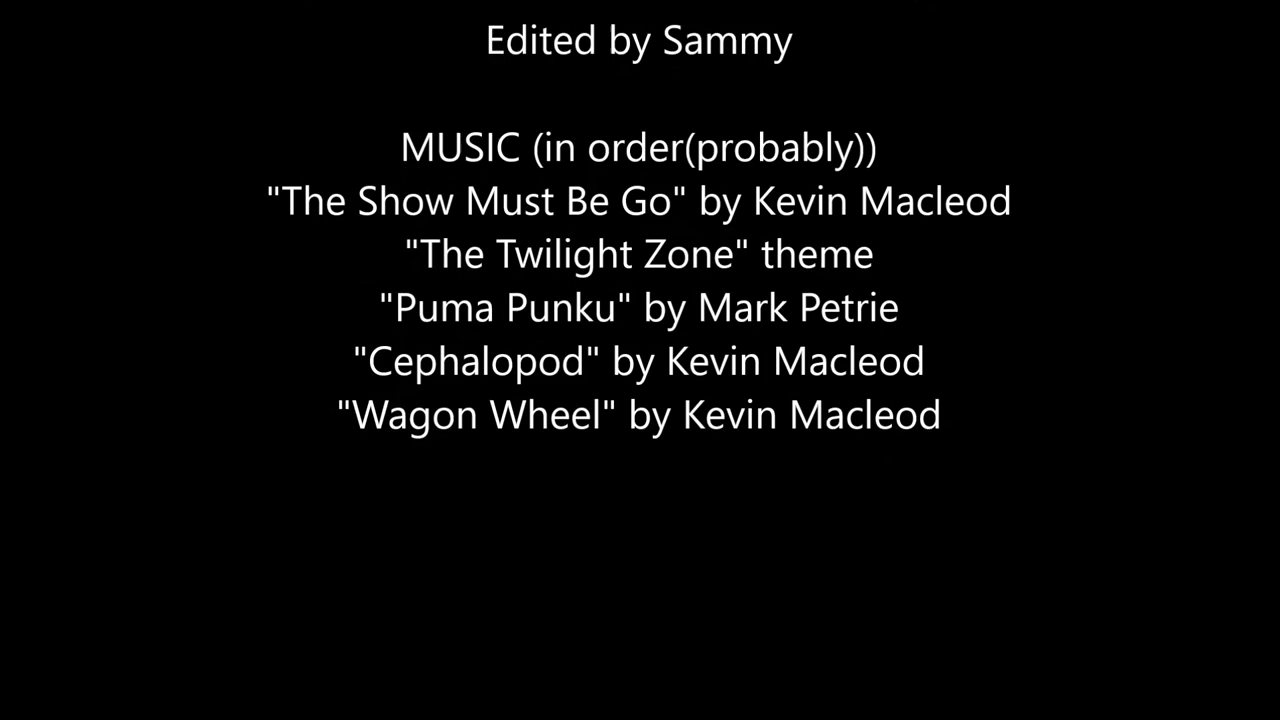 Edited by Sammy
MUSIC (in order(probably))
"The Show Must Be Go" by Kevin Macleod
"The Twilight Zone" theme
"Puma Punku" by Mark Petrie
"Cephalopod" by Kevin Macleod
"Wagon Wheel" by Kevin Macleod